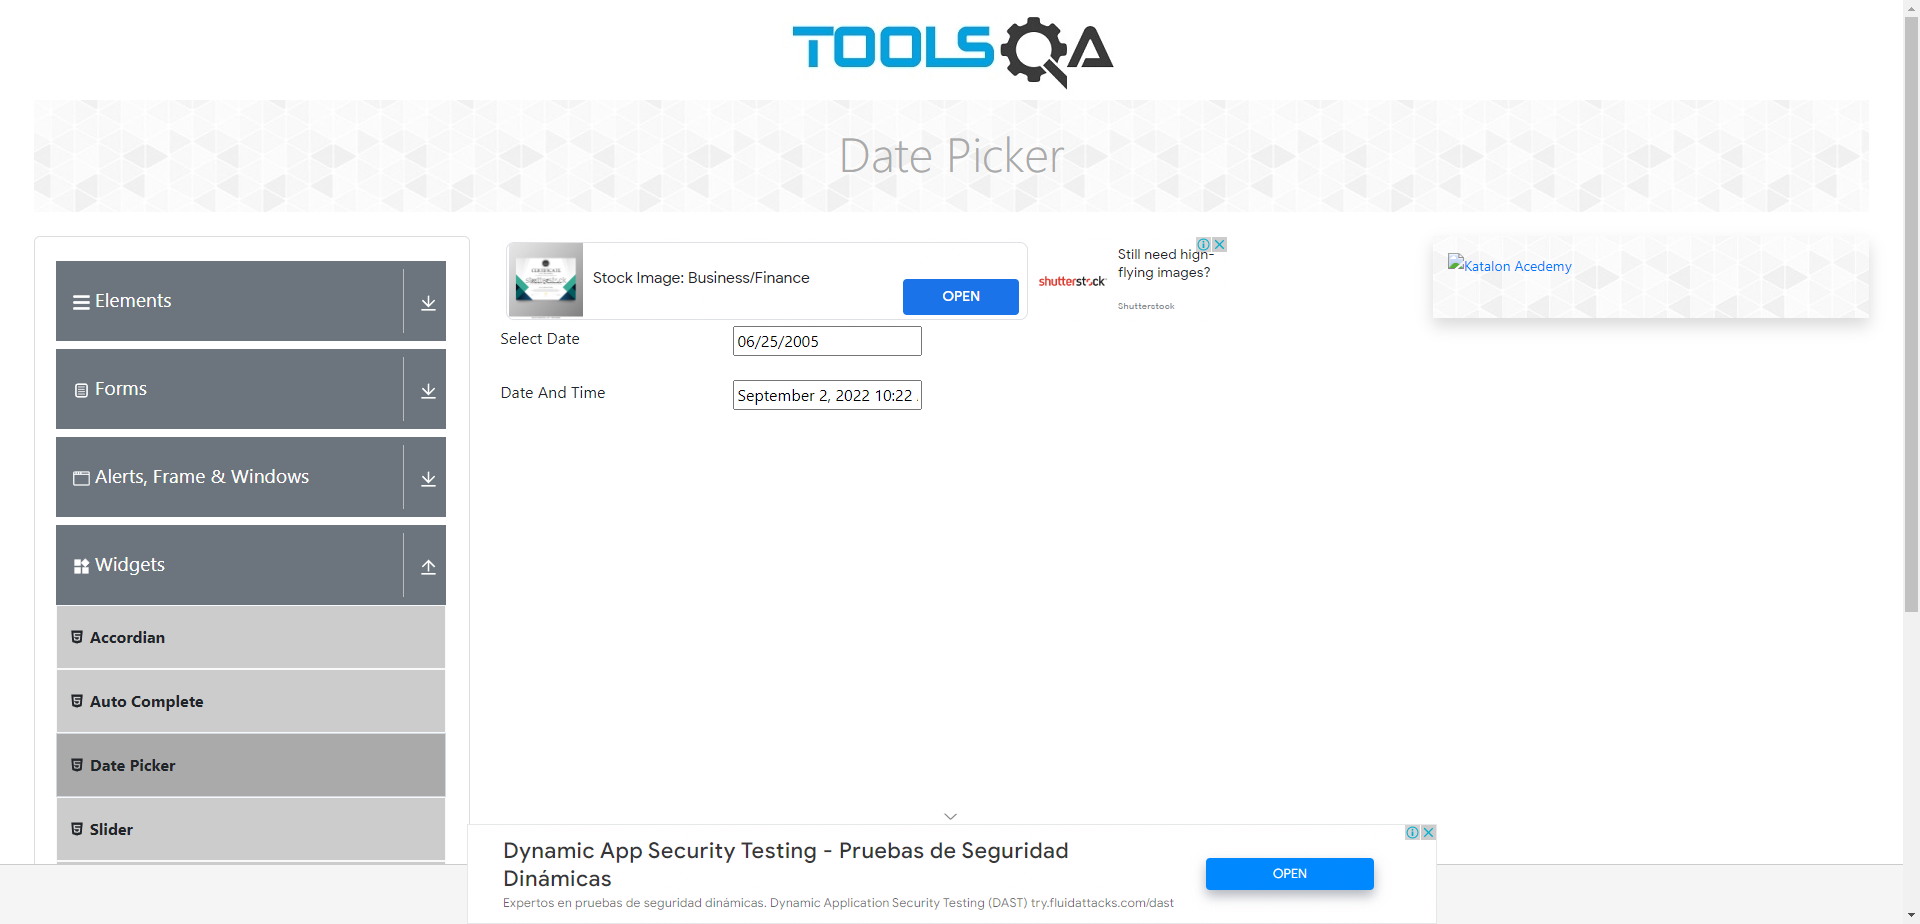 TOOLSQA
Date Picker
Elements
Forms
Alerts, Frame & Windows
Widgets
Accordian
Auto Complete
Date Picker
Slider
Stock Image: Business/Finance
OPEN
shutterstock
Still need high-
flying images?
Shutterstock
Select Date
06/25/2005
Date And Time
September 2, 2022 10:22
Katalon Acedemy
Dynamic App Security Testing - Pruebas de Seguridad
Dinámicas
Expertos en pruebas de seguridad dinámicas. Dynamic Application Security Testing (DAST) try.fluidattacks.com/dast
OPEN